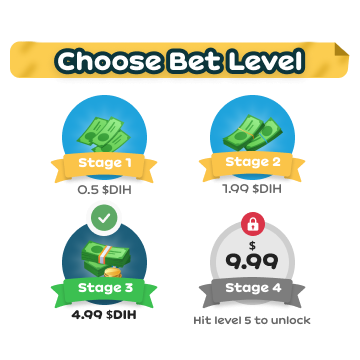 Choose Bet Level
Stage 1
0.5 $DIH
Stage 2
1.99 $DIH
Stage 3
4.99 $DIH
$
9.99
Stage 4
Hit level 5 to unlock